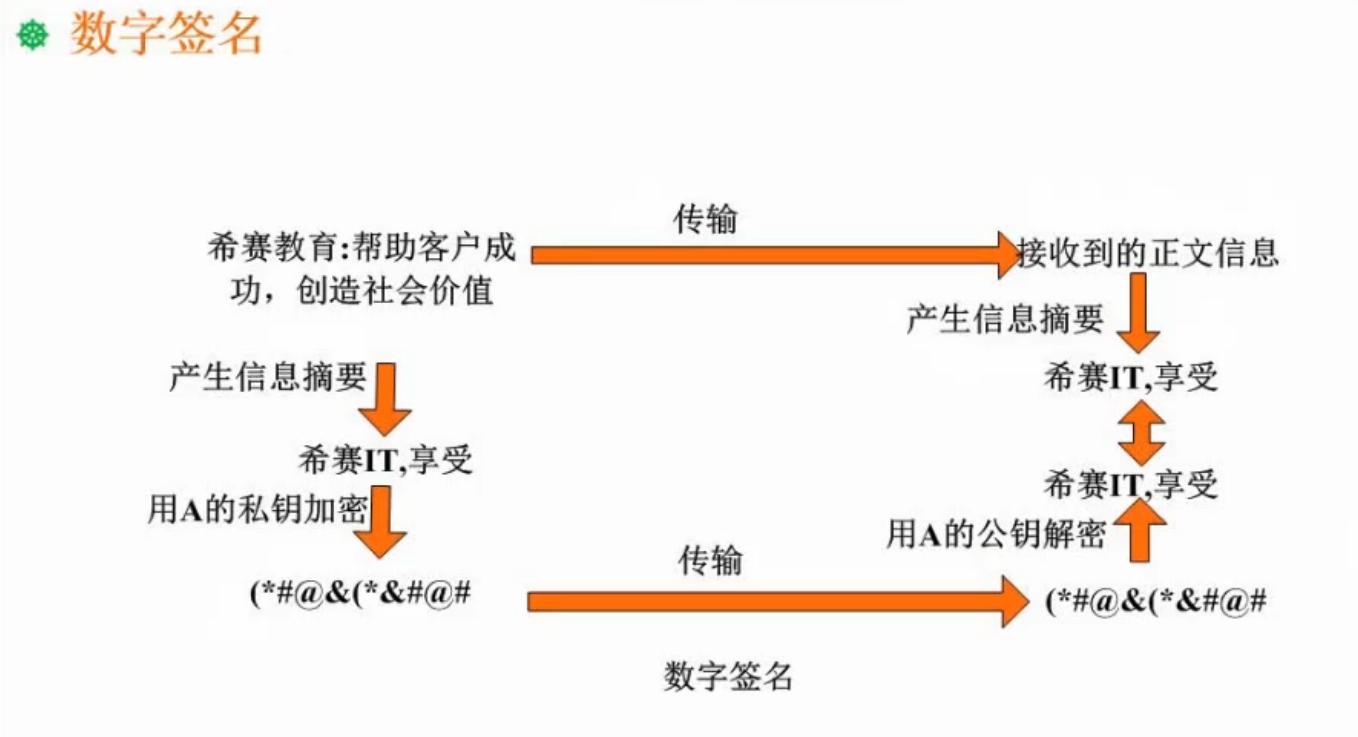 数字签名
传输
希赛教育:帮助客户成
功，创造社会价值
接收到的正文信息
产生信息摘要
产生信息摘要
希赛IT,享受
希赛IT,享受
希赛IT,享受
用A的私钥加密
用A的公钥解密
传输
(*#@&(*&#@#
(*#@&(*&#@#
数字签名